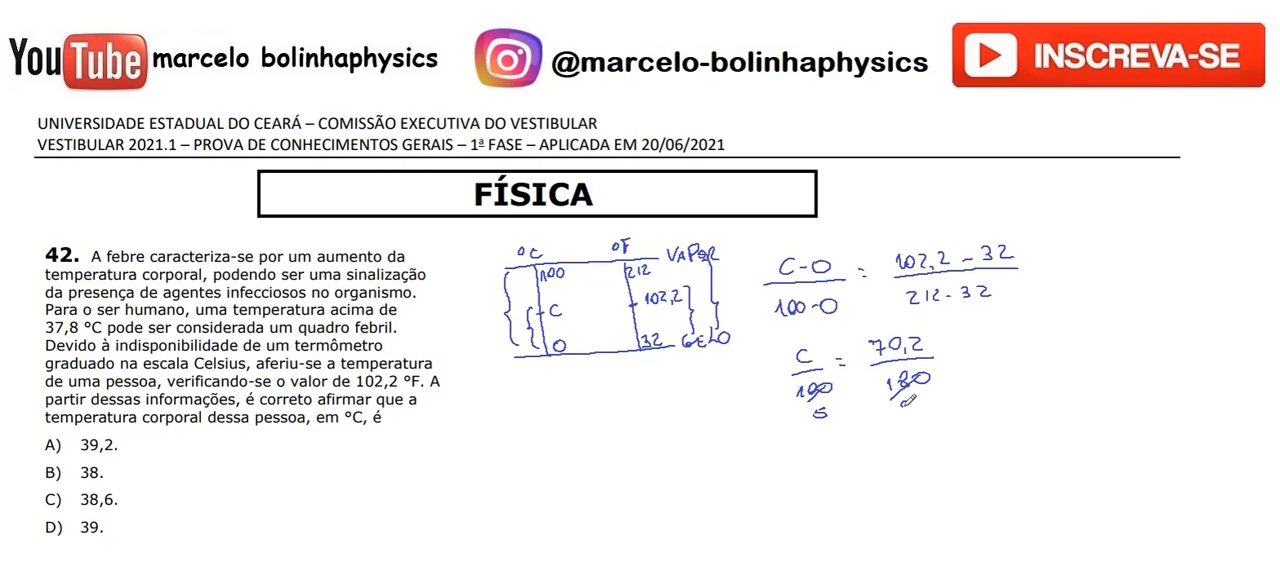 YouTube marcelo bolinhaphysics
@marcelo-bolinhaphysics
INSCREVA-SE
UNIVERSIDADE ESTADUAL DO CEARÁ – COMISSÃO EXECUTIVA DO VESTIBULAR
VESTIBULAR 2021.1 – PROVA DE CONHECIMENTOS GERAIS – 1ª FASE – APLICADA EM 20/06/2021
FÍSICA
42. A febre caracteriza-se por um aumento da
temperatura corporal, podendo ser uma sinalização
da presença de agentes infecciosos no organismo.
Para o ser humano, uma temperatura acima de
37,8 °C pode ser considerada um quadro febril.
Devido à indisponibilidade de um termômetro
graduado na escala Celsius, aferiu-se a temperatura
de uma pessoa, verificando-se o valor de 102,2 °F. A
partir dessas informações, é correto afirmar que a
temperatura corporal dessa pessoa, em °C, é
A) 39,2.
B) 38.
C) 38,6.
D) 39.
°C °F VAPOR
100 212
C 102,2
0 32 GELO
C-0 = 102,2 - 32
100-0 212-32
C = 70,2
100 180
5